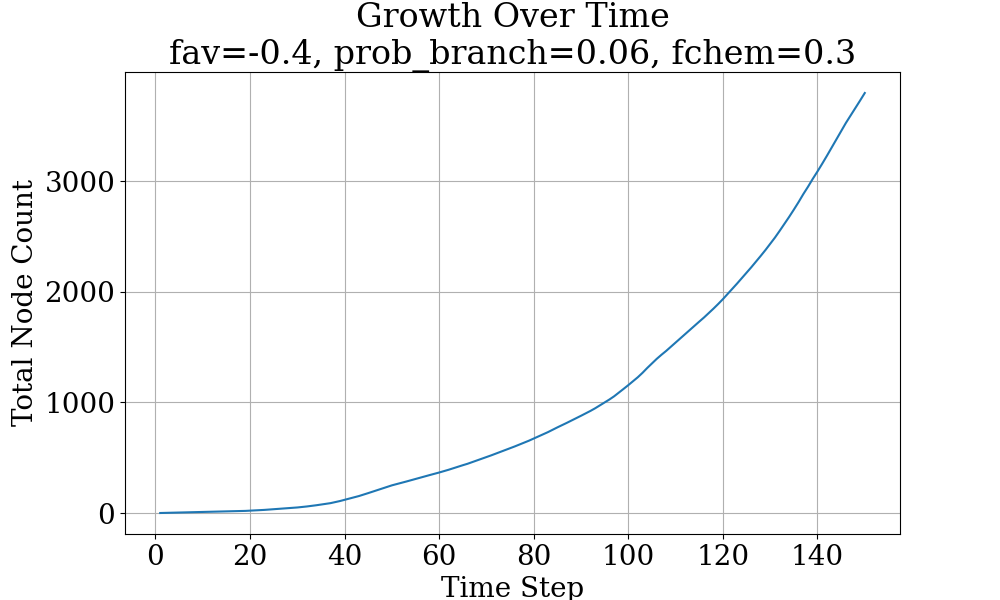 Growth Over Time
fav=-0.4, prob_branch=0.06, fchem=0.3
Total Node Count
3000
2000
1000
0
0 20 40 60 80 100 120 140
Time Step